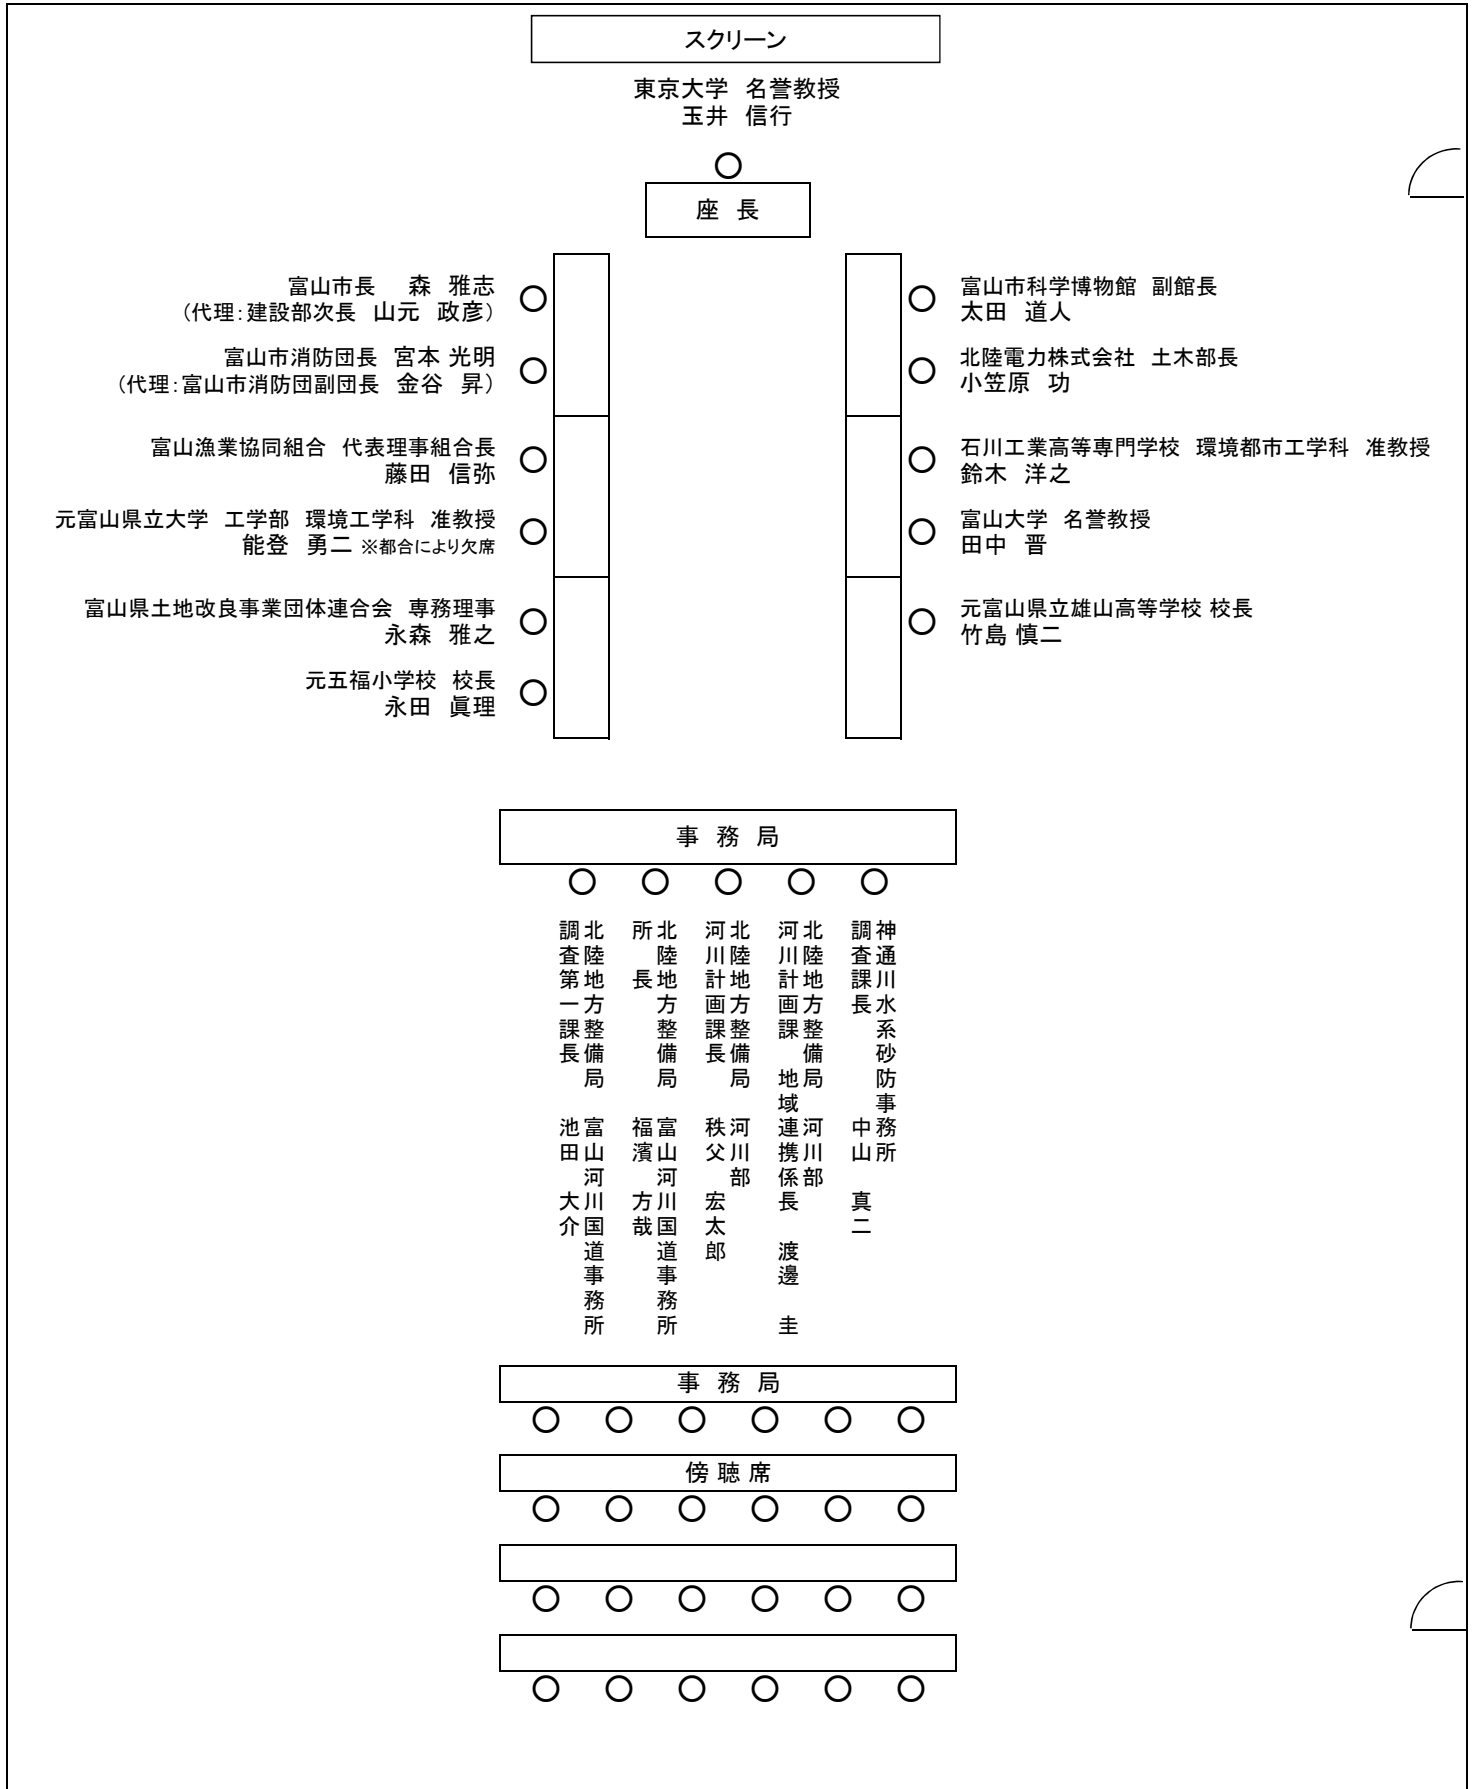 スクリーン
東京大学　名誉教授
玉井　信行
座　長
富山市長　森　雅志
（代理：建設部次長　山元　政彦）
富山市消防団長　宮本 光明
（代理：富山市消防団副団長　金谷　昇）
富山漁業協同組合　代表理事組合長
藤田　信弥
元富山県立大学　工学部　環境工学科　准教授
能登　勇二 ※都合により欠席
富山県土地改良事業団体連合会　専務理事
永森　雅之
元五福小学校　校長
永田　眞理
富山市科学博物館　副館長
太田　道人
北陸電力株式会社　土木部長
小笠原　功
石川工業高等専門学校　環境都市工学科　准教授
鈴木　洋之
富山大学　名誉教授
田中　晋
元富山県立雄山高等学校 校長
竹島 慎二
事　務　局
北陸地方整備局　富山河川国道事務所
調査第一課長　池田　大介
北陸地方整備局　富山河川国道事務所
所　長　福濱　方哉
北陸地方整備局　河川部
河川計画課長　秩父　宏太郎
北陸地方整備局　河川部
河川計画課　地域連携係長　渡邊　圭
神通川水系砂防事務所
調査課長　中山　真二
事　務　局
傍 聴 席